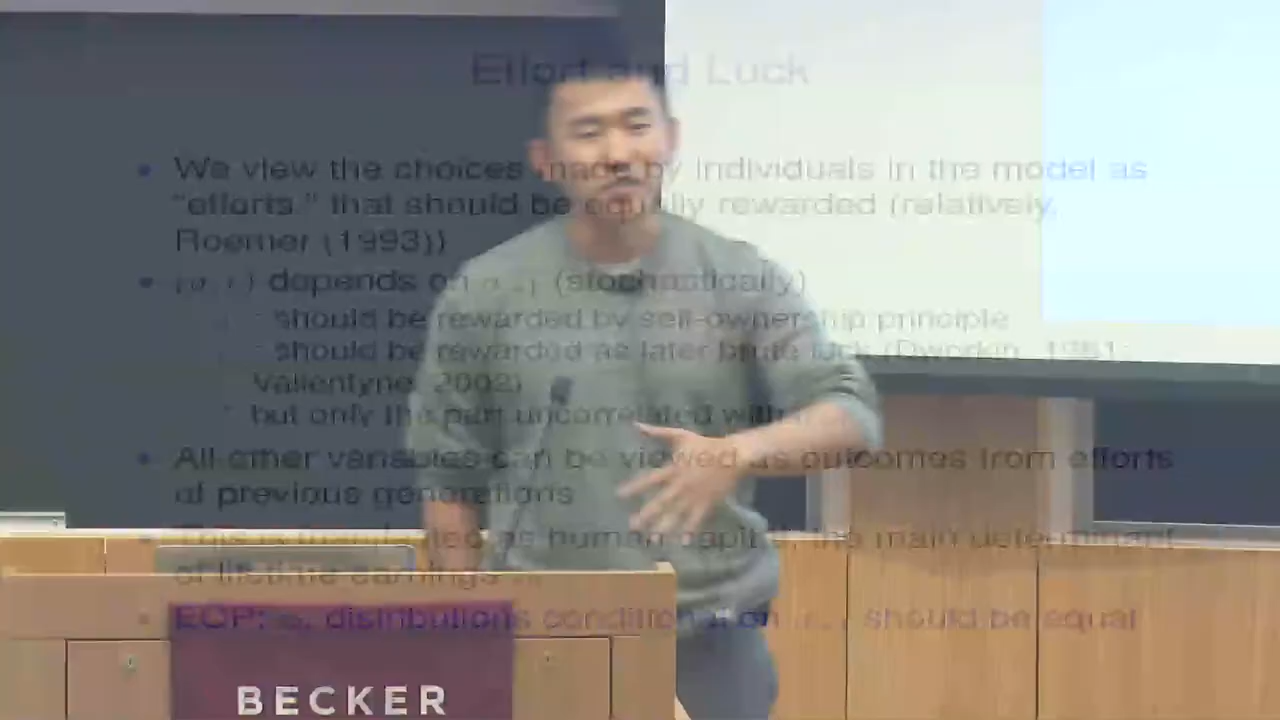 Effort and Luck
• We view the choices made by individuals in the model as
"efforts," that should be equally rewarded (relatively,
Roemer (1993))
• depends on (stochastically)
should be rewarded by self-ownership principle
should be rewarded as later brute luck (Dworkin, 1981;
Vallentyne, 2002)
but only the part uncorrelated with
• All other variables can be viewed as outcomes from efforts
of previous generations
• This is manifested as human capital, the main determinant
of lifetime earnings ...
• EOP: distributions conditional on should be equal
BECKER